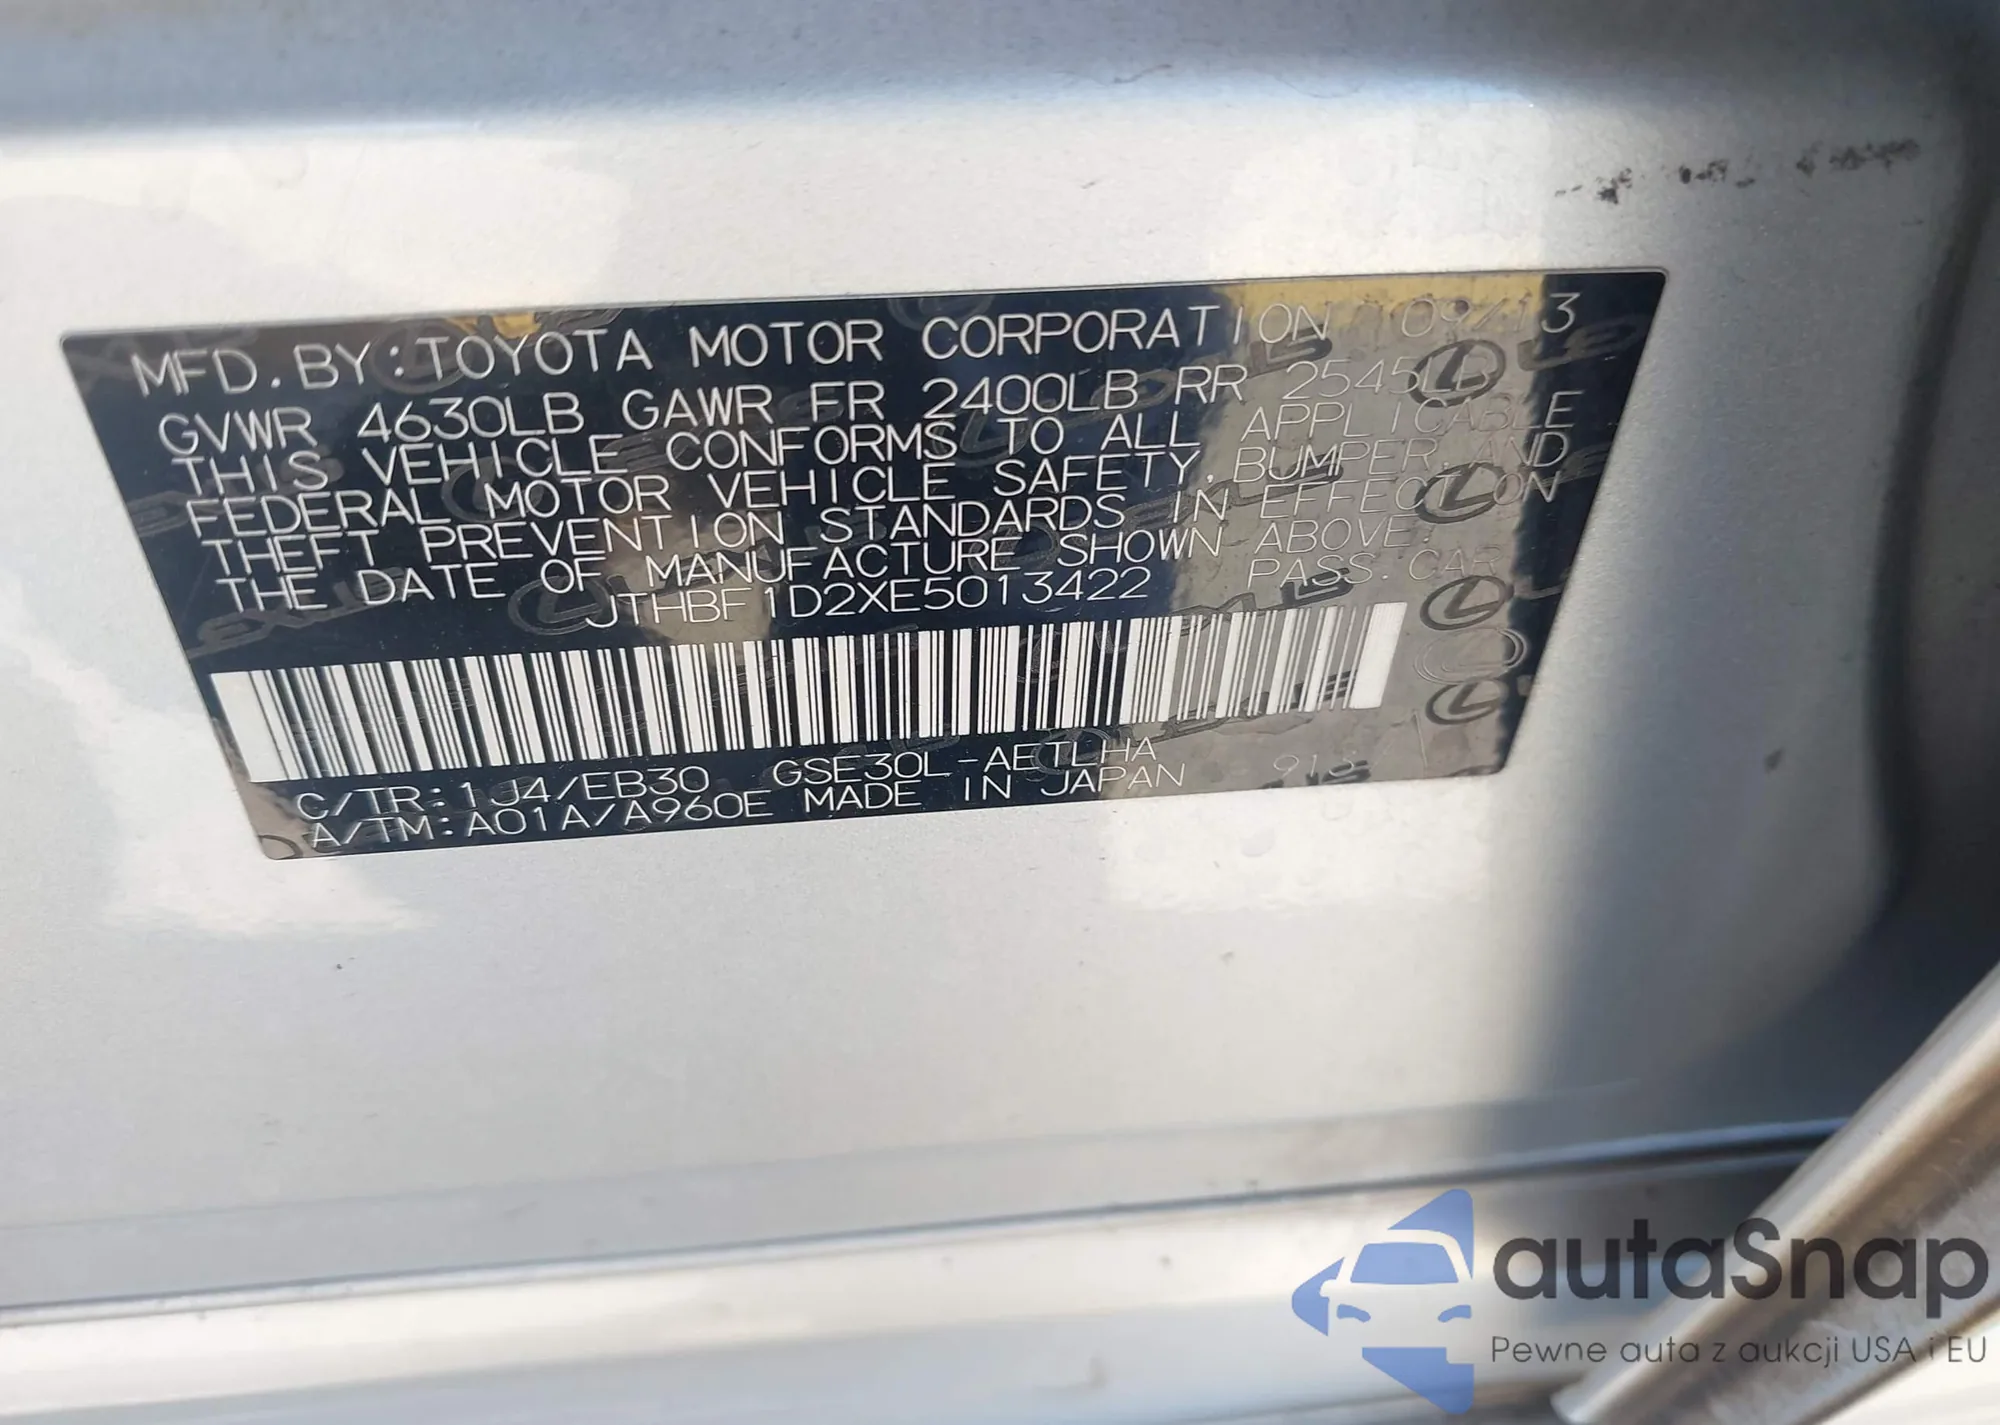 MFD. BY: TOYOTA MOTOR CORPORATION 09/13
GVWR 4630LB GAWR FR 2400LB RR 2545LB
THIS VEHICLE CONFORMS TO ALL APPLICABLE
FEDERAL MOTOR VEHICLE SAFETY, BUMPER AND
THEFT PREVENTION STANDARDS IN EFFECT ON
THE DATE OF MANUFACTURE SHOWN ABOVE.
JTHBF1D2XE5013422 PASS. CAR
C/TR: 1J4/EB30 GSE30L-AETLHA
A/TM: A01A/A960E MADE IN JAPAN
autaSnap
Pewne auta z aukcji USA i EU